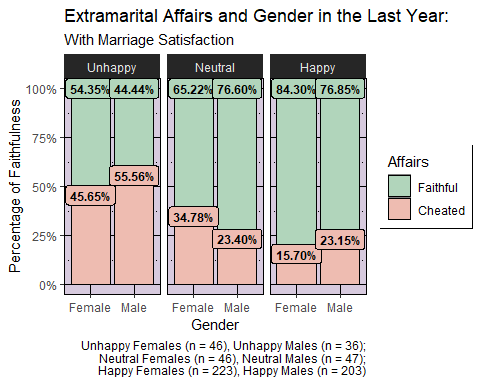 Extramarital Affairs and Gender in the Last Year:
With Marriage Satisfaction
Unhappy Neutral Happy
100%
75%
50%
25%
0%
Percentage of Faithfulness
54.35% 44.44% 65.22% 76.60% 84.30% 76.85%
55.56%
45.65%
34.78%
23.40% 23.15%
15.70%
Female Male Female Male Female Male
Gender
Affairs
Faithful
Cheated
Unhappy Females (n = 46), Unhappy Males (n = 36);
Neutral Females (n = 46), Neutral Males (n = 47);
Happy Females (n = 223), Happy Males (n = 203)